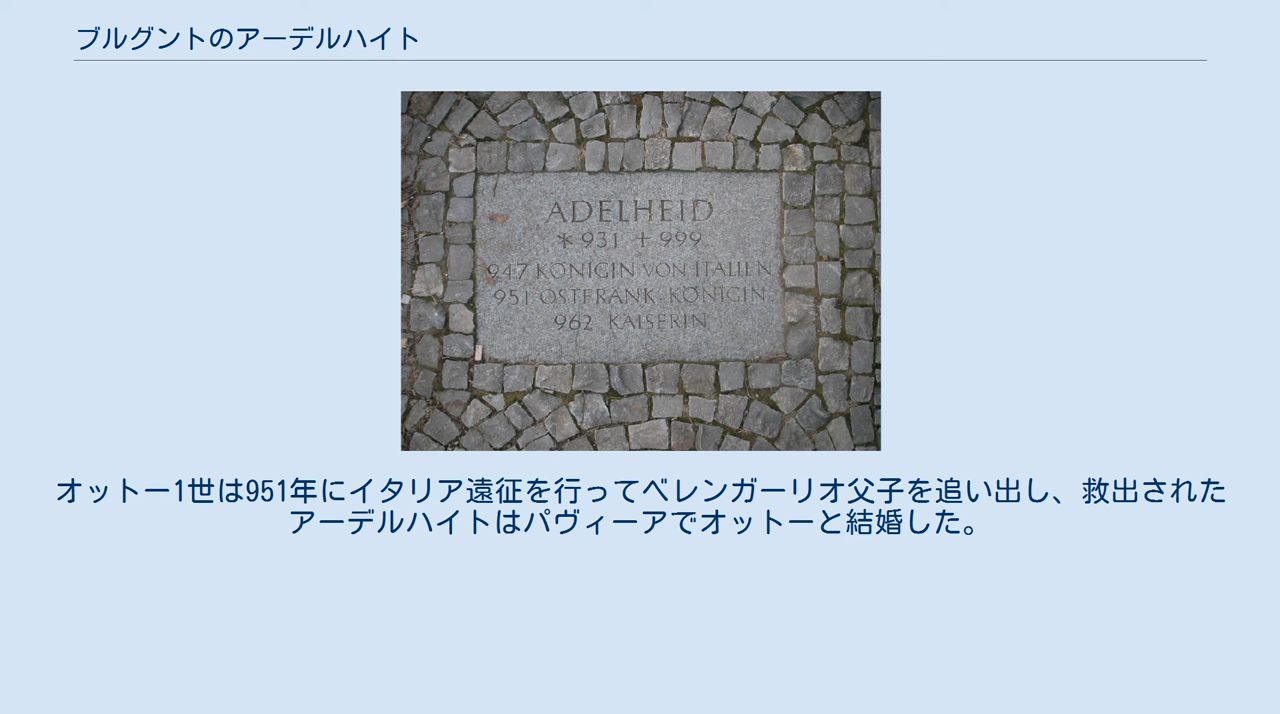 ブルグントのアーデルハイト
ADELHEID
* 931 + 999
947 KÖNIGIN VON ITALIEN
951 OSTFRÄNK. KÖNIGIN
962 KAISERIN
オットー1世は951年にイタリア遠征を行ってベレンガーリオ父子を追い出し、救出された
アーデルハイトはパヴィーアでオットーと結婚した。